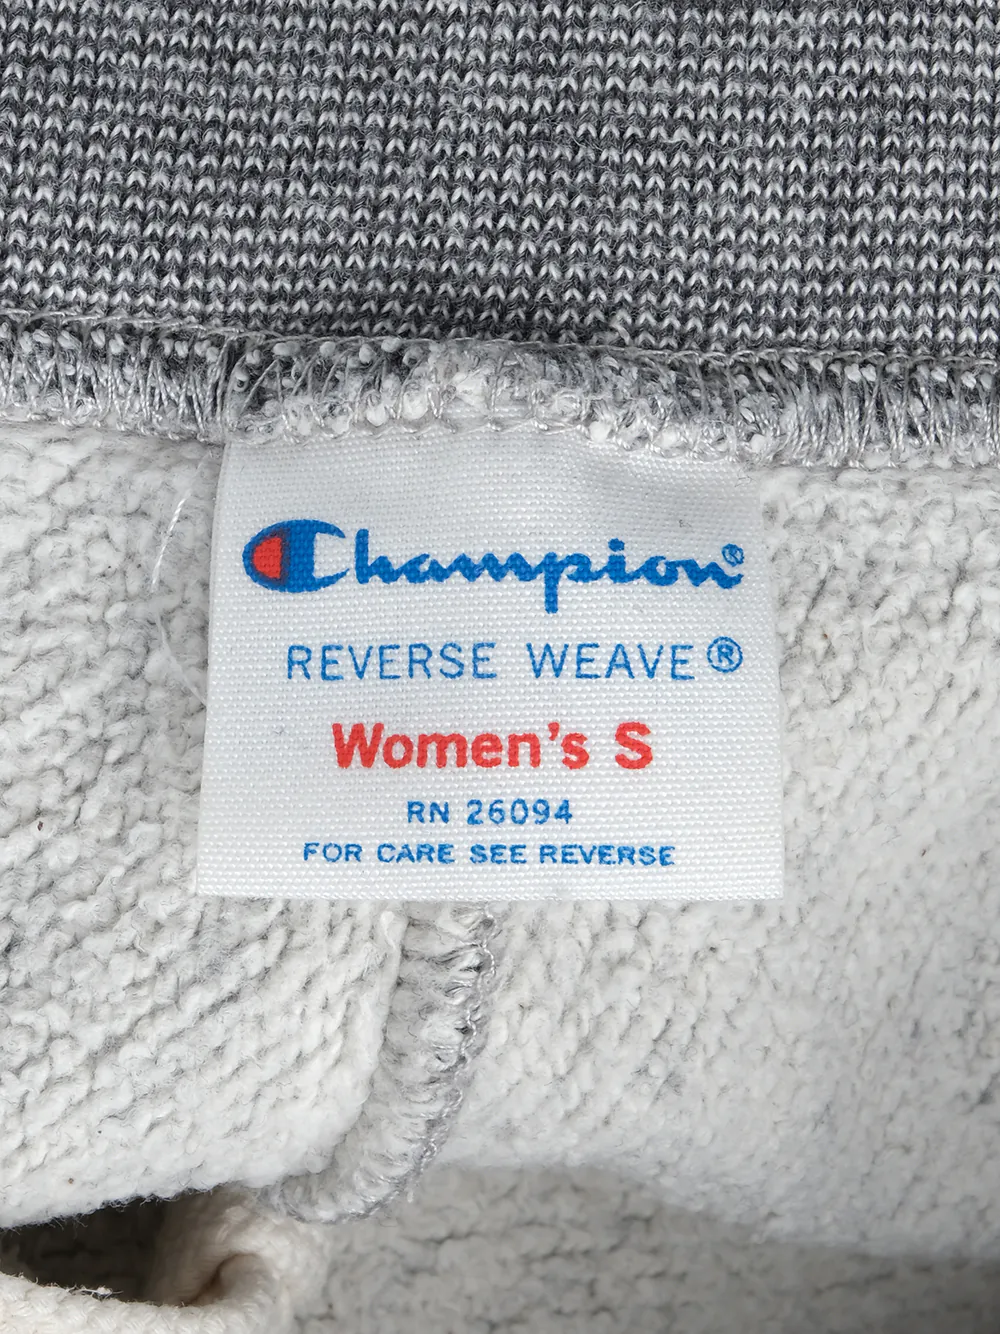 Champion®
REVERSE WEAVE®
Women's S
RN 26094
FOR CARE SEE REVERSE